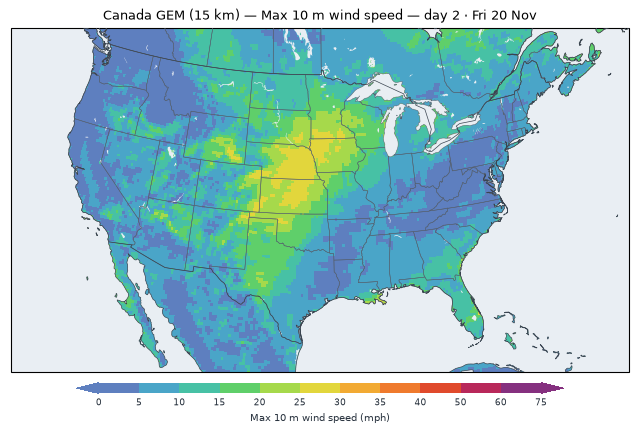 Canada GEM (15 km) — Max 10 m wind speed — day 2 · Fri 20 Nov
0 5 10 15 20 25 30 35 40 50 60 75
Max 10 m wind speed (mph)